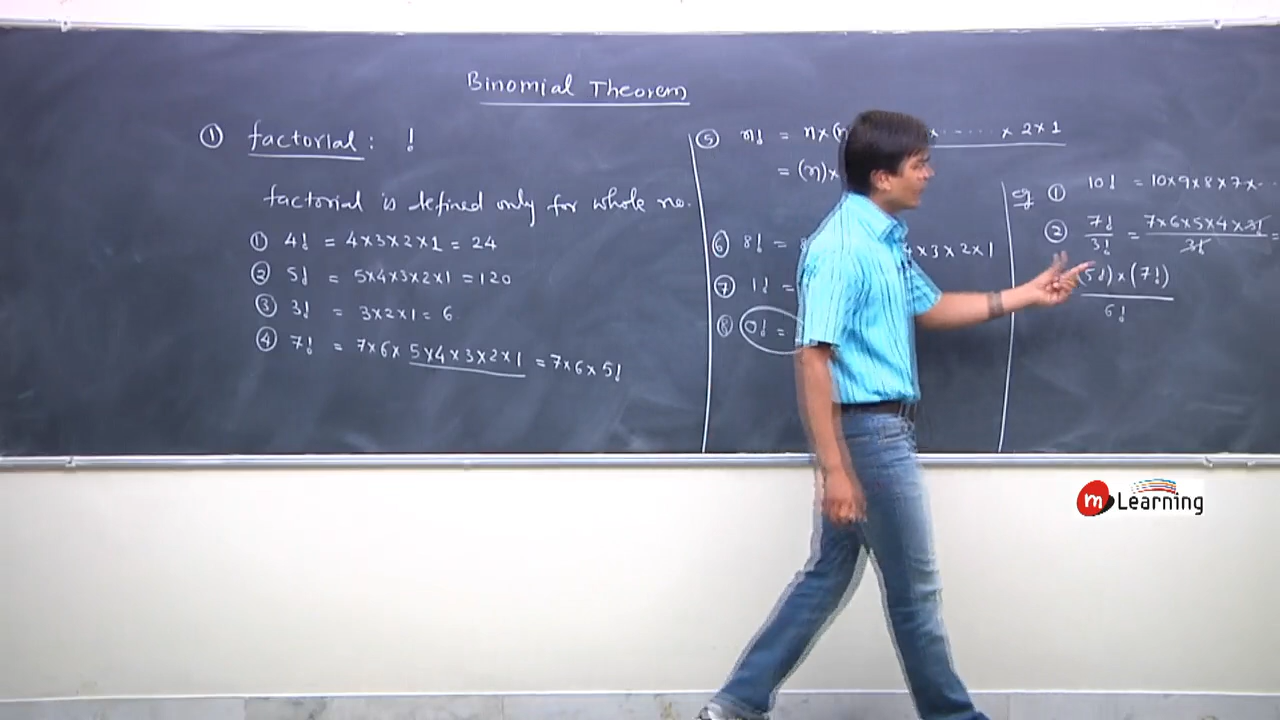 Binomial Theorem
① factorial : !
factorial is defined only for whole no.
① 4! = 4×3×2×1 = 24
② 5! = 5×4×3×2×1 = 120
③ 3! = 3×2×1 = 6
④ 7! = 7×6×5×4×3×2×1 = 7×6×5!
⑤ n! = n×(n × ..... × 2×1
= (n)×
⑥ 8! = 4×3×2×1
⑦ 1! =
⑧ 0! =
eg ① 10! = 10×9×8×7×..
② 7!/3! = 7×6×5×4×3!/3! =
(5!)×(7!)
6!
m Learning